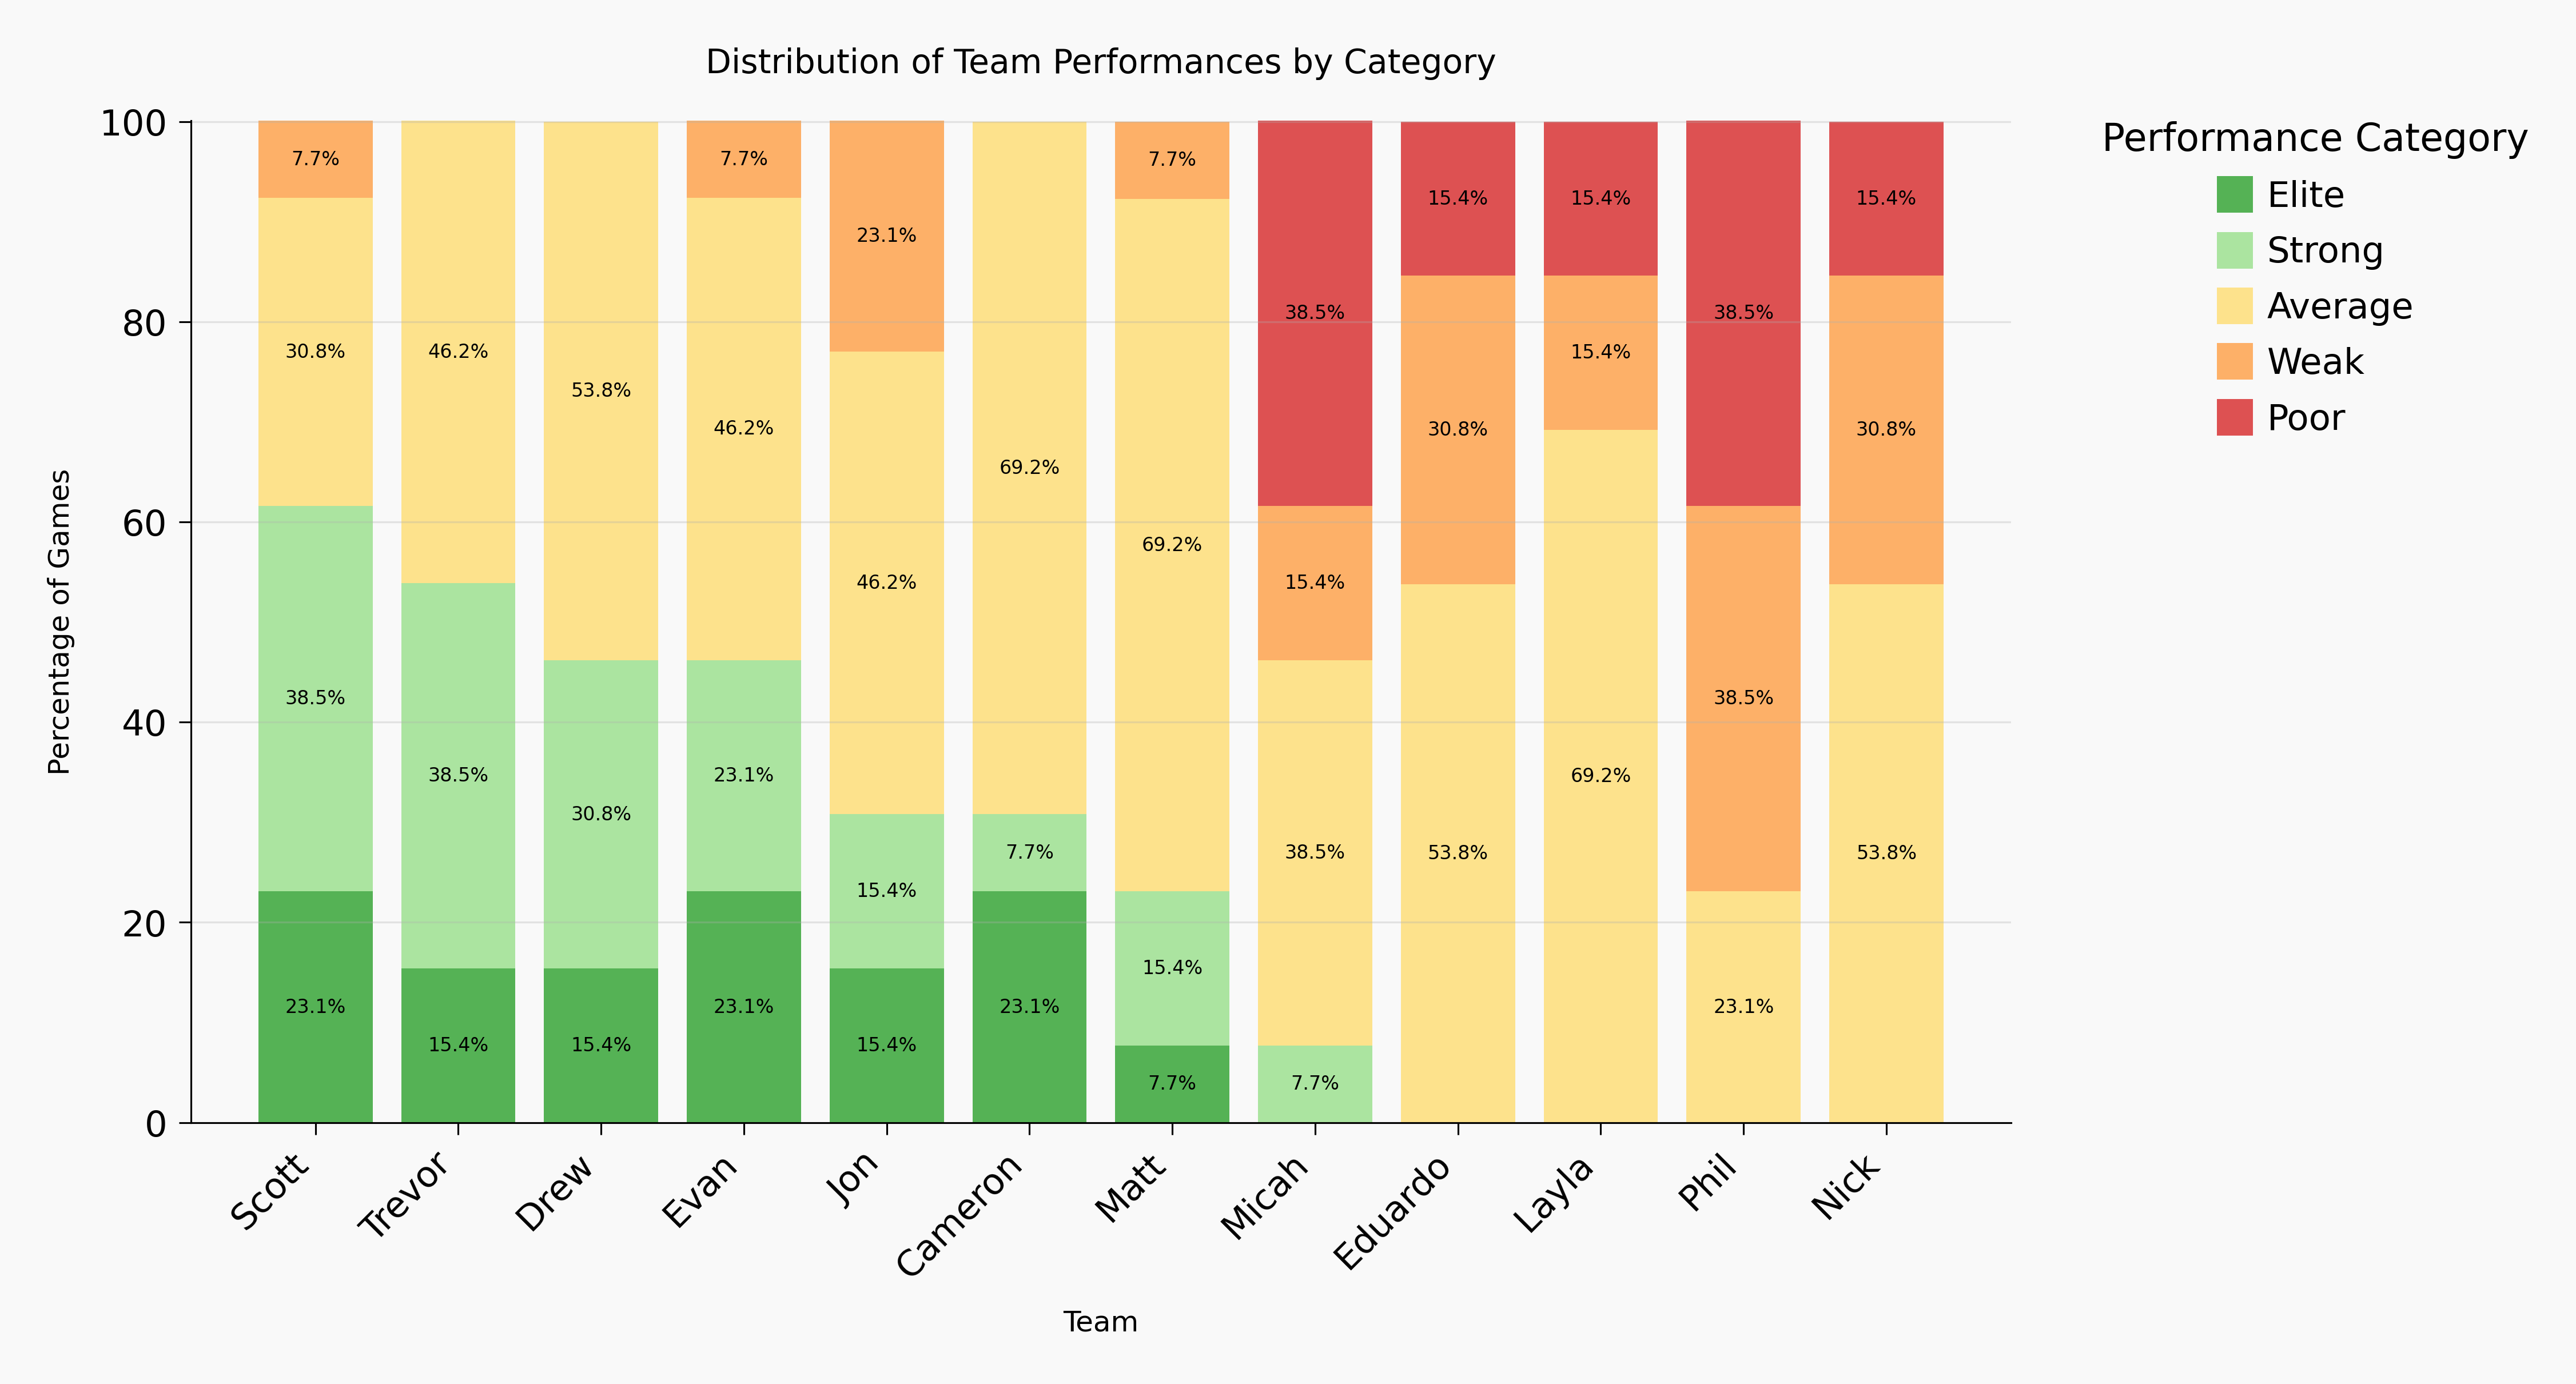 Distribution of Team Performances by Category
Performance Category
Elite
Strong
Average
Weak
Poor
Percentage of Games
100
80
60
40
20
0
7.7%
30.8%
38.5%
23.1%
46.2%
38.5%
15.4%
53.8%
30.8%
15.4%
7.7%
46.2%
23.1%
23.1%
23.1%
46.2%
15.4%
15.4%
69.2%
7.7%
23.1%
7.7%
69.2%
15.4%
7.7%
38.5%
15.4%
38.5%
7.7%
15.4%
30.8%
53.8%
15.4%
15.4%
69.2%
38.5%
38.5%
23.1%
15.4%
30.8%
53.8%
Scott
Trevor
Drew
Evan
Jon
Cameron
Matt
Micah
Eduardo
Layla
Phil
Nick
Team